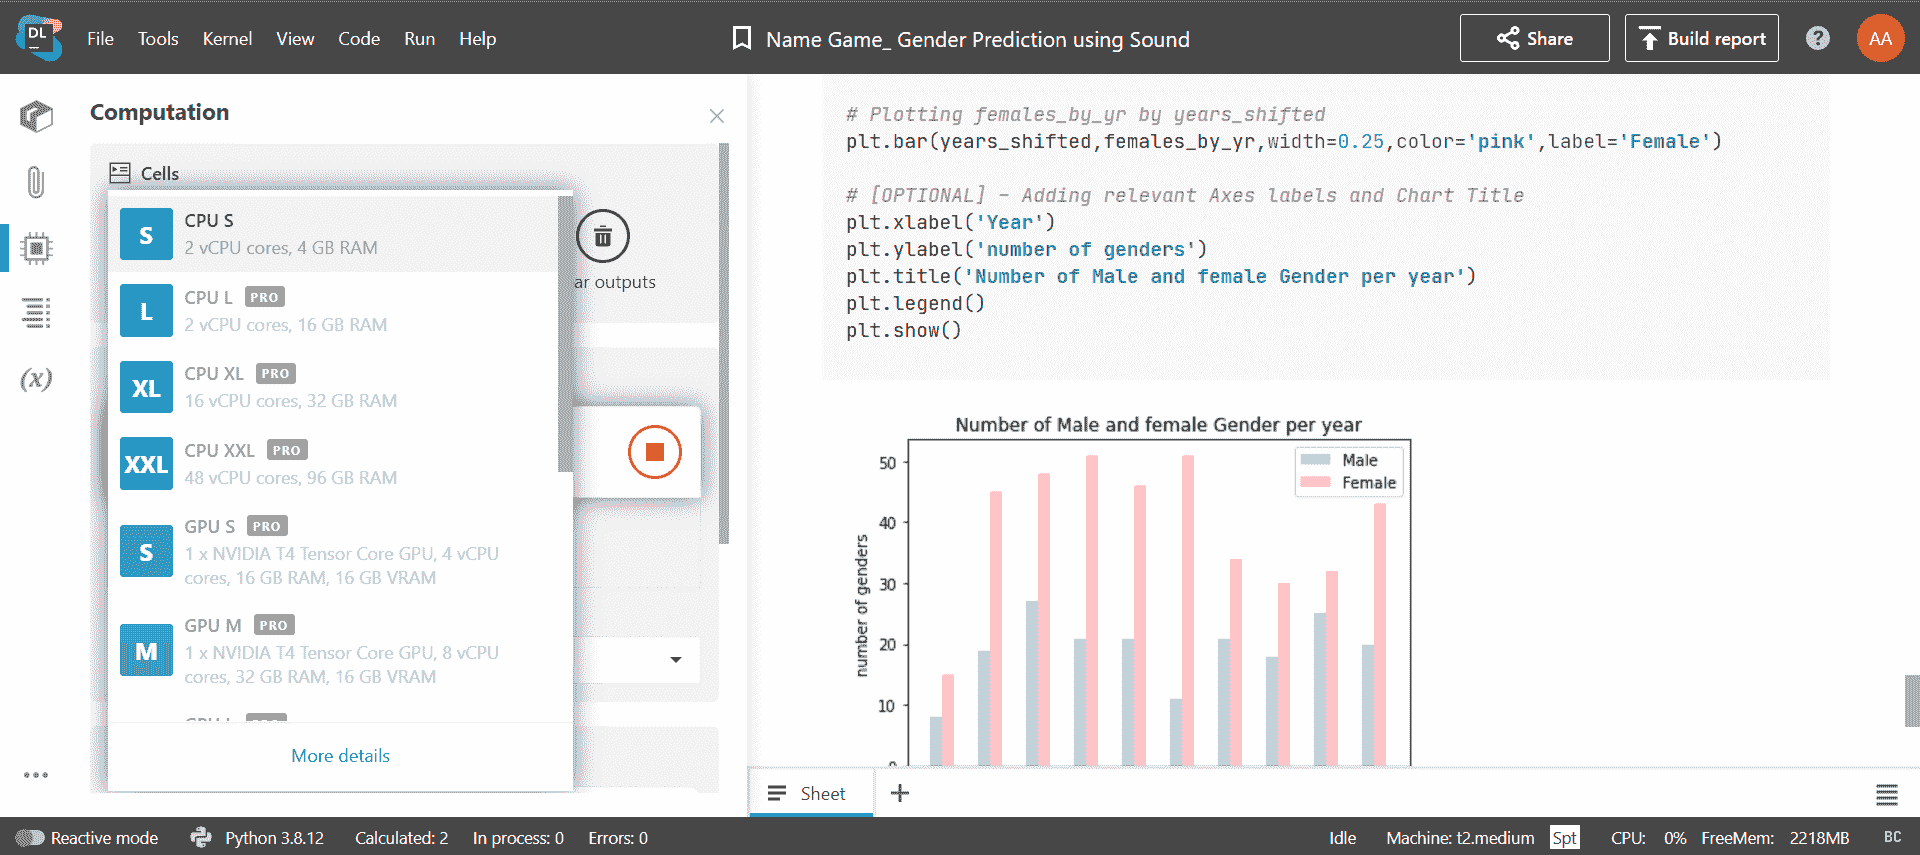 DL
File Tools Kernel View Code Run Help
Name Game_ Gender Prediction using Sound
Share
Build report
?
AA
Computation
Cells
S
CPU S
2 vCPU cores, 4 GB RAM
ar outputs
L
CPU L PRO
2 vCPU cores, 16 GB RAM
XL
CPU XL PRO
16 vCPU cores, 32 GB RAM
XXL
CPU XXL PRO
48 vCPU cores, 96 GB RAM
S
GPU S PRO
1 x NVIDIA T4 Tensor Core GPU, 4 vCPU
cores, 16 GB RAM, 16 GB VRAM
M
GPU M PRO
1 x NVIDIA T4 Tensor Core GPU, 8 vCPU
cores, 32 GB RAM, 16 GB VRAM
More details
(x)
# Plotting females_by_yr by years_shifted
plt.bar(years_shifted,females_by_yr,width=0.25,color='pink',label='Female')
# [OPTIONAL] - Adding relevant Axes labels and Chart Title
plt.xlabel('Year')
plt.ylabel('number of genders')
plt.title('Number of Male and female Gender per year')
plt.legend()
plt.show()
Number of Male and female Gender per year
Male
Female
number of genders
50
40
30
20
10
Sheet
Reactive mode Python 3.8.12 Calculated: 2 In process: 0 Errors: 0 Idle Machine: t2.medium Spt CPU: 0% FreeMem: 2218MB BC